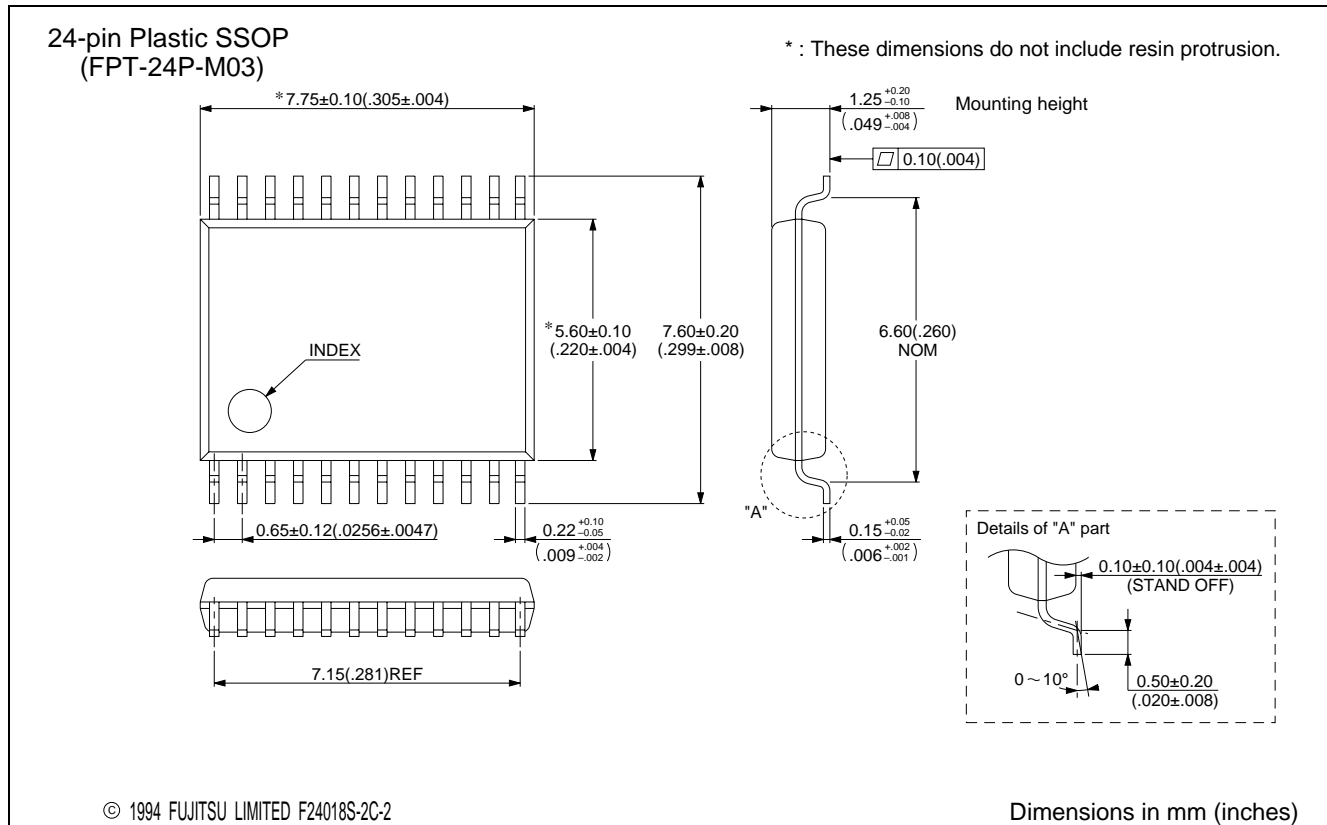 24-pin Plastic SSOP
(FPT-24P-M03)
* : These dimensions do not include resin protrusion.
*7.75±0.10(.305±.004)
1.25 +0.20 −0.10
(.049 +.008 −.004)
Mounting height
0.10(.004)
INDEX
*5.60±0.10
(.220±.004)
7.60±0.20
(.299±.008)
6.60(.260)
NOM
"A"
0.65±0.12(.0256±.0047)
0.22 +0.10 −0.05
(.009 +.004 −.002)
0.15 +0.05 −0.02
(.006 +.002 −.001)
Details of "A" part
0.10±0.10(.004±.004)
(STAND OFF)
0~10°
0.50±0.20
(.020±.008)
7.15(.281)REF
© 1994 FUJITSU LIMITED F24018S-2C-2
Dimensions in mm (inches)